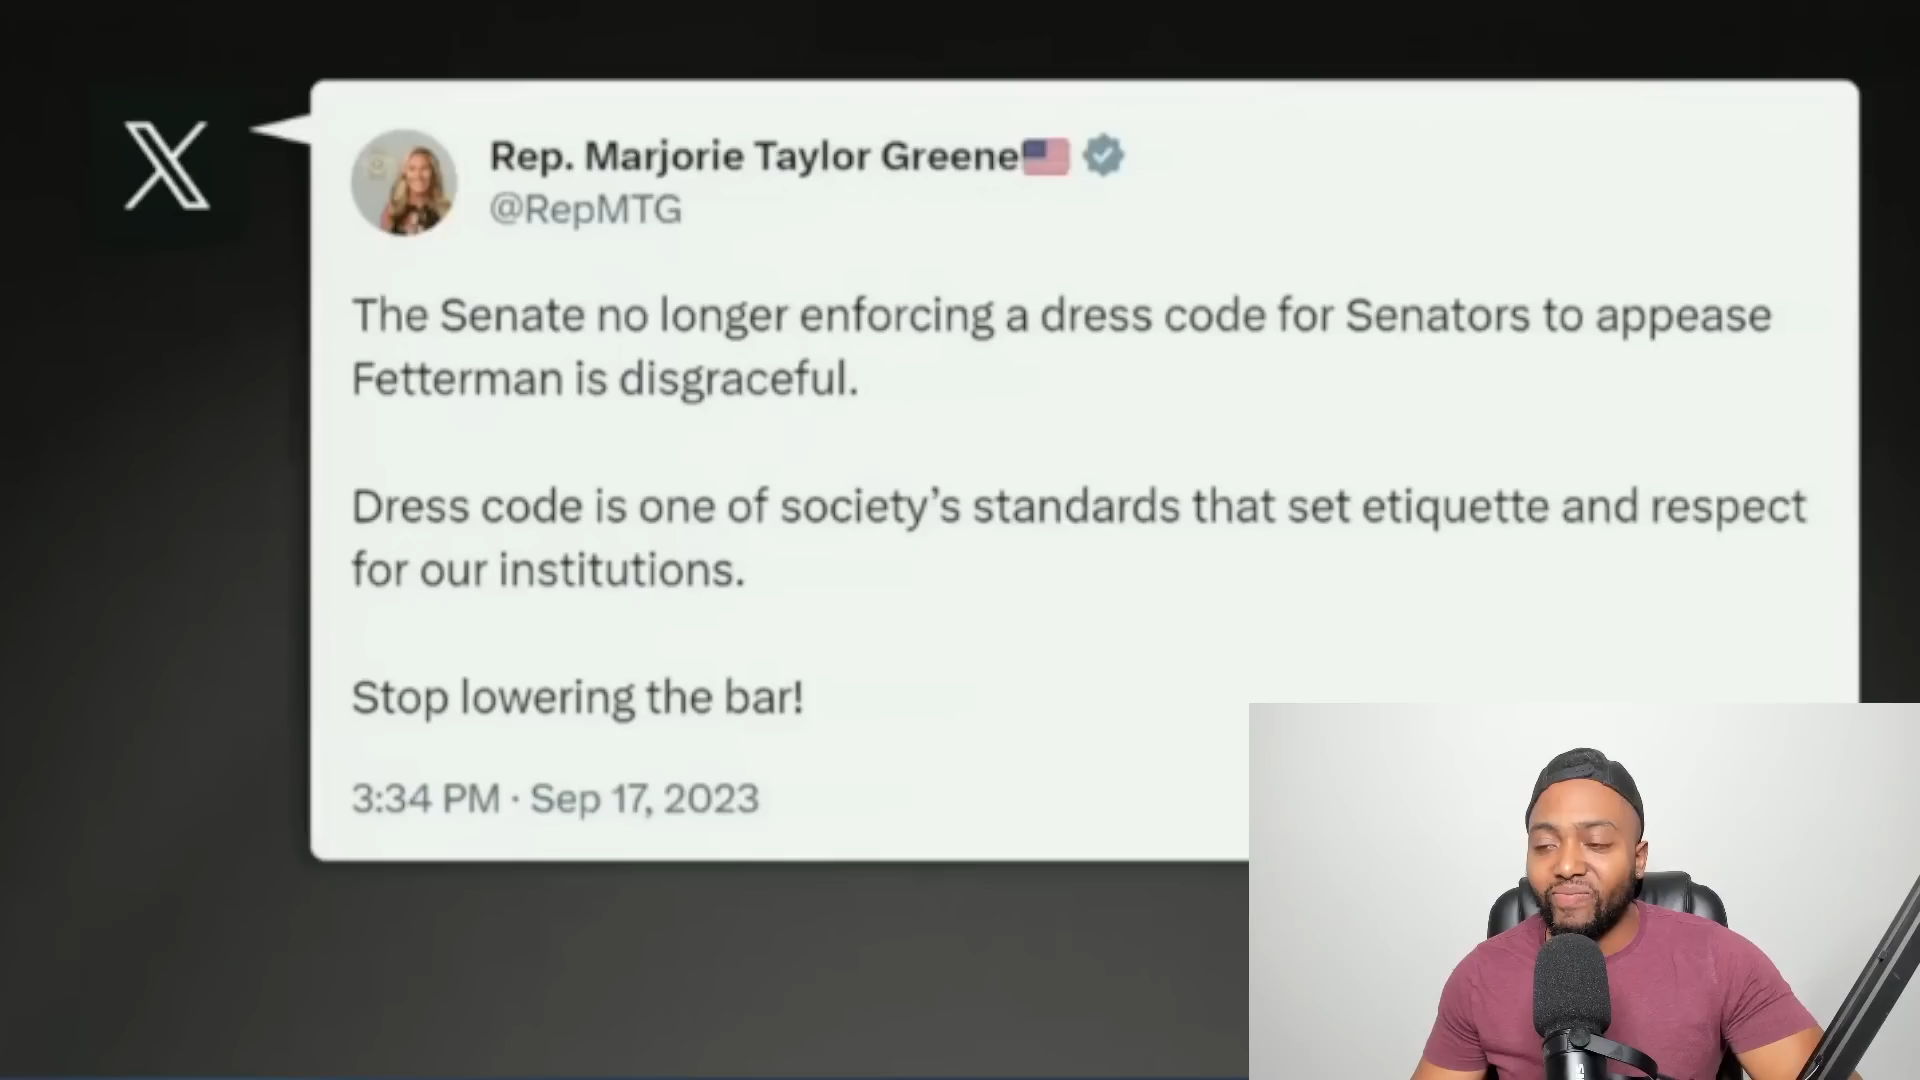 Rep. Marjorie Taylor Greene🇺🇸
@RepMTG
The Senate no longer enforcing a dress code for Senators to appease
Fetterman is disgraceful.
Dress code is one of society’s standards that set etiquette and respect
for our institutions.
Stop lowering the bar!
3:34 PM · Sep 17, 2023